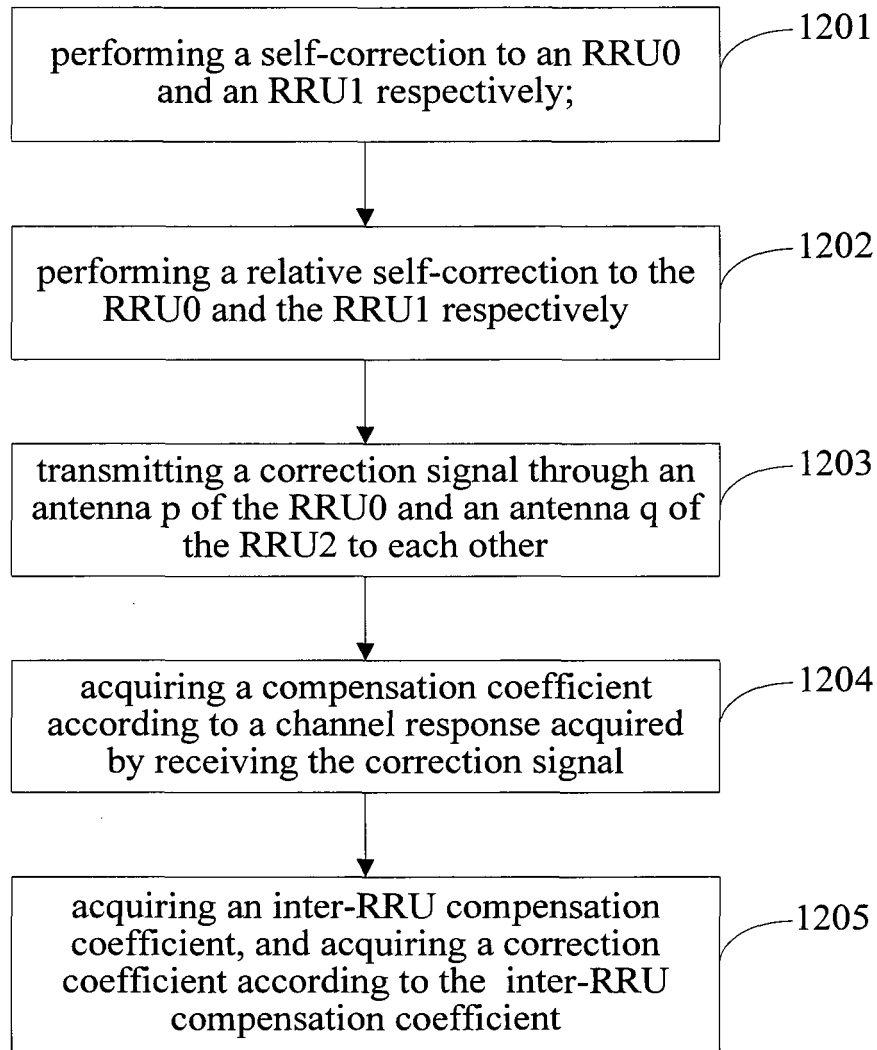 performing a self-correction to an RRU0
and an RRU1 respectively;
1201
performing a relative self-correction to the
RRU0 and the RRU1 respectively
1202
transmitting a correction signal through an
antenna p of the RRU0 and an antenna q of
the RRU2 to each other
1203
acquiring a compensation coefficient
according to a channel response acquired
by receiving the correction signal
1204
acquiring an inter-RRU compensation
coefficient, and acquiring a correction
coefficient according to the inter-RRU
compensation coefficient
1205